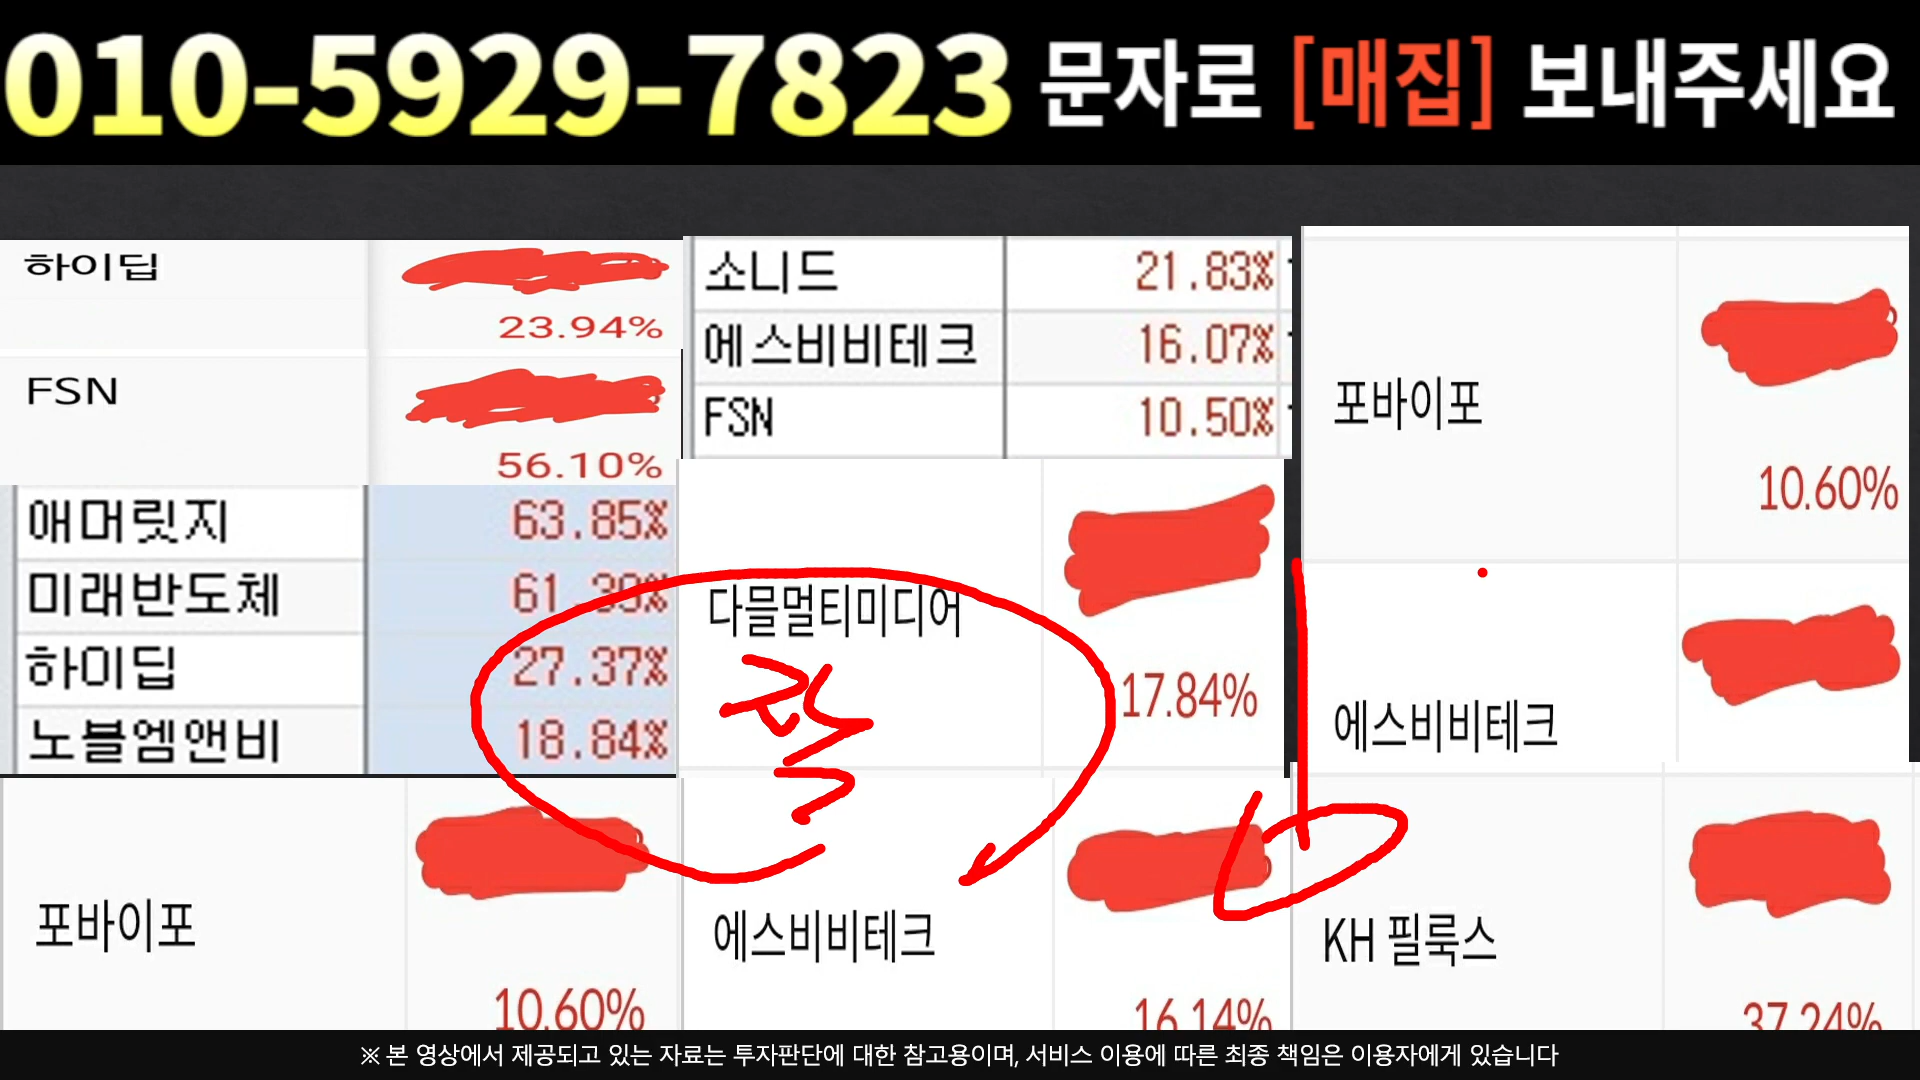 010-5929-7823 문자로 [매집] 보내주세요
하이딥
23.94%
FSN
56.10%
애머릿지 63.85%
미래반도체 61.39%
하이딥 27.37%
노블엠앤비 18.84%
소니드 21.83%
에스비비테크 16.07%
FSN 10.50%
다믈멀티미디어
17.84%
포바이포
10.60%
에스비비테크
포바이포
10.60%
에스비비테크
16.14%
KH 필룩스
37.24%
※ 본 영상에서 제공되고 있는 자료는 투자판단에 대한 참고용이며, 서비스 이용에 따른 최종 책임은 이용자에게 있습니다